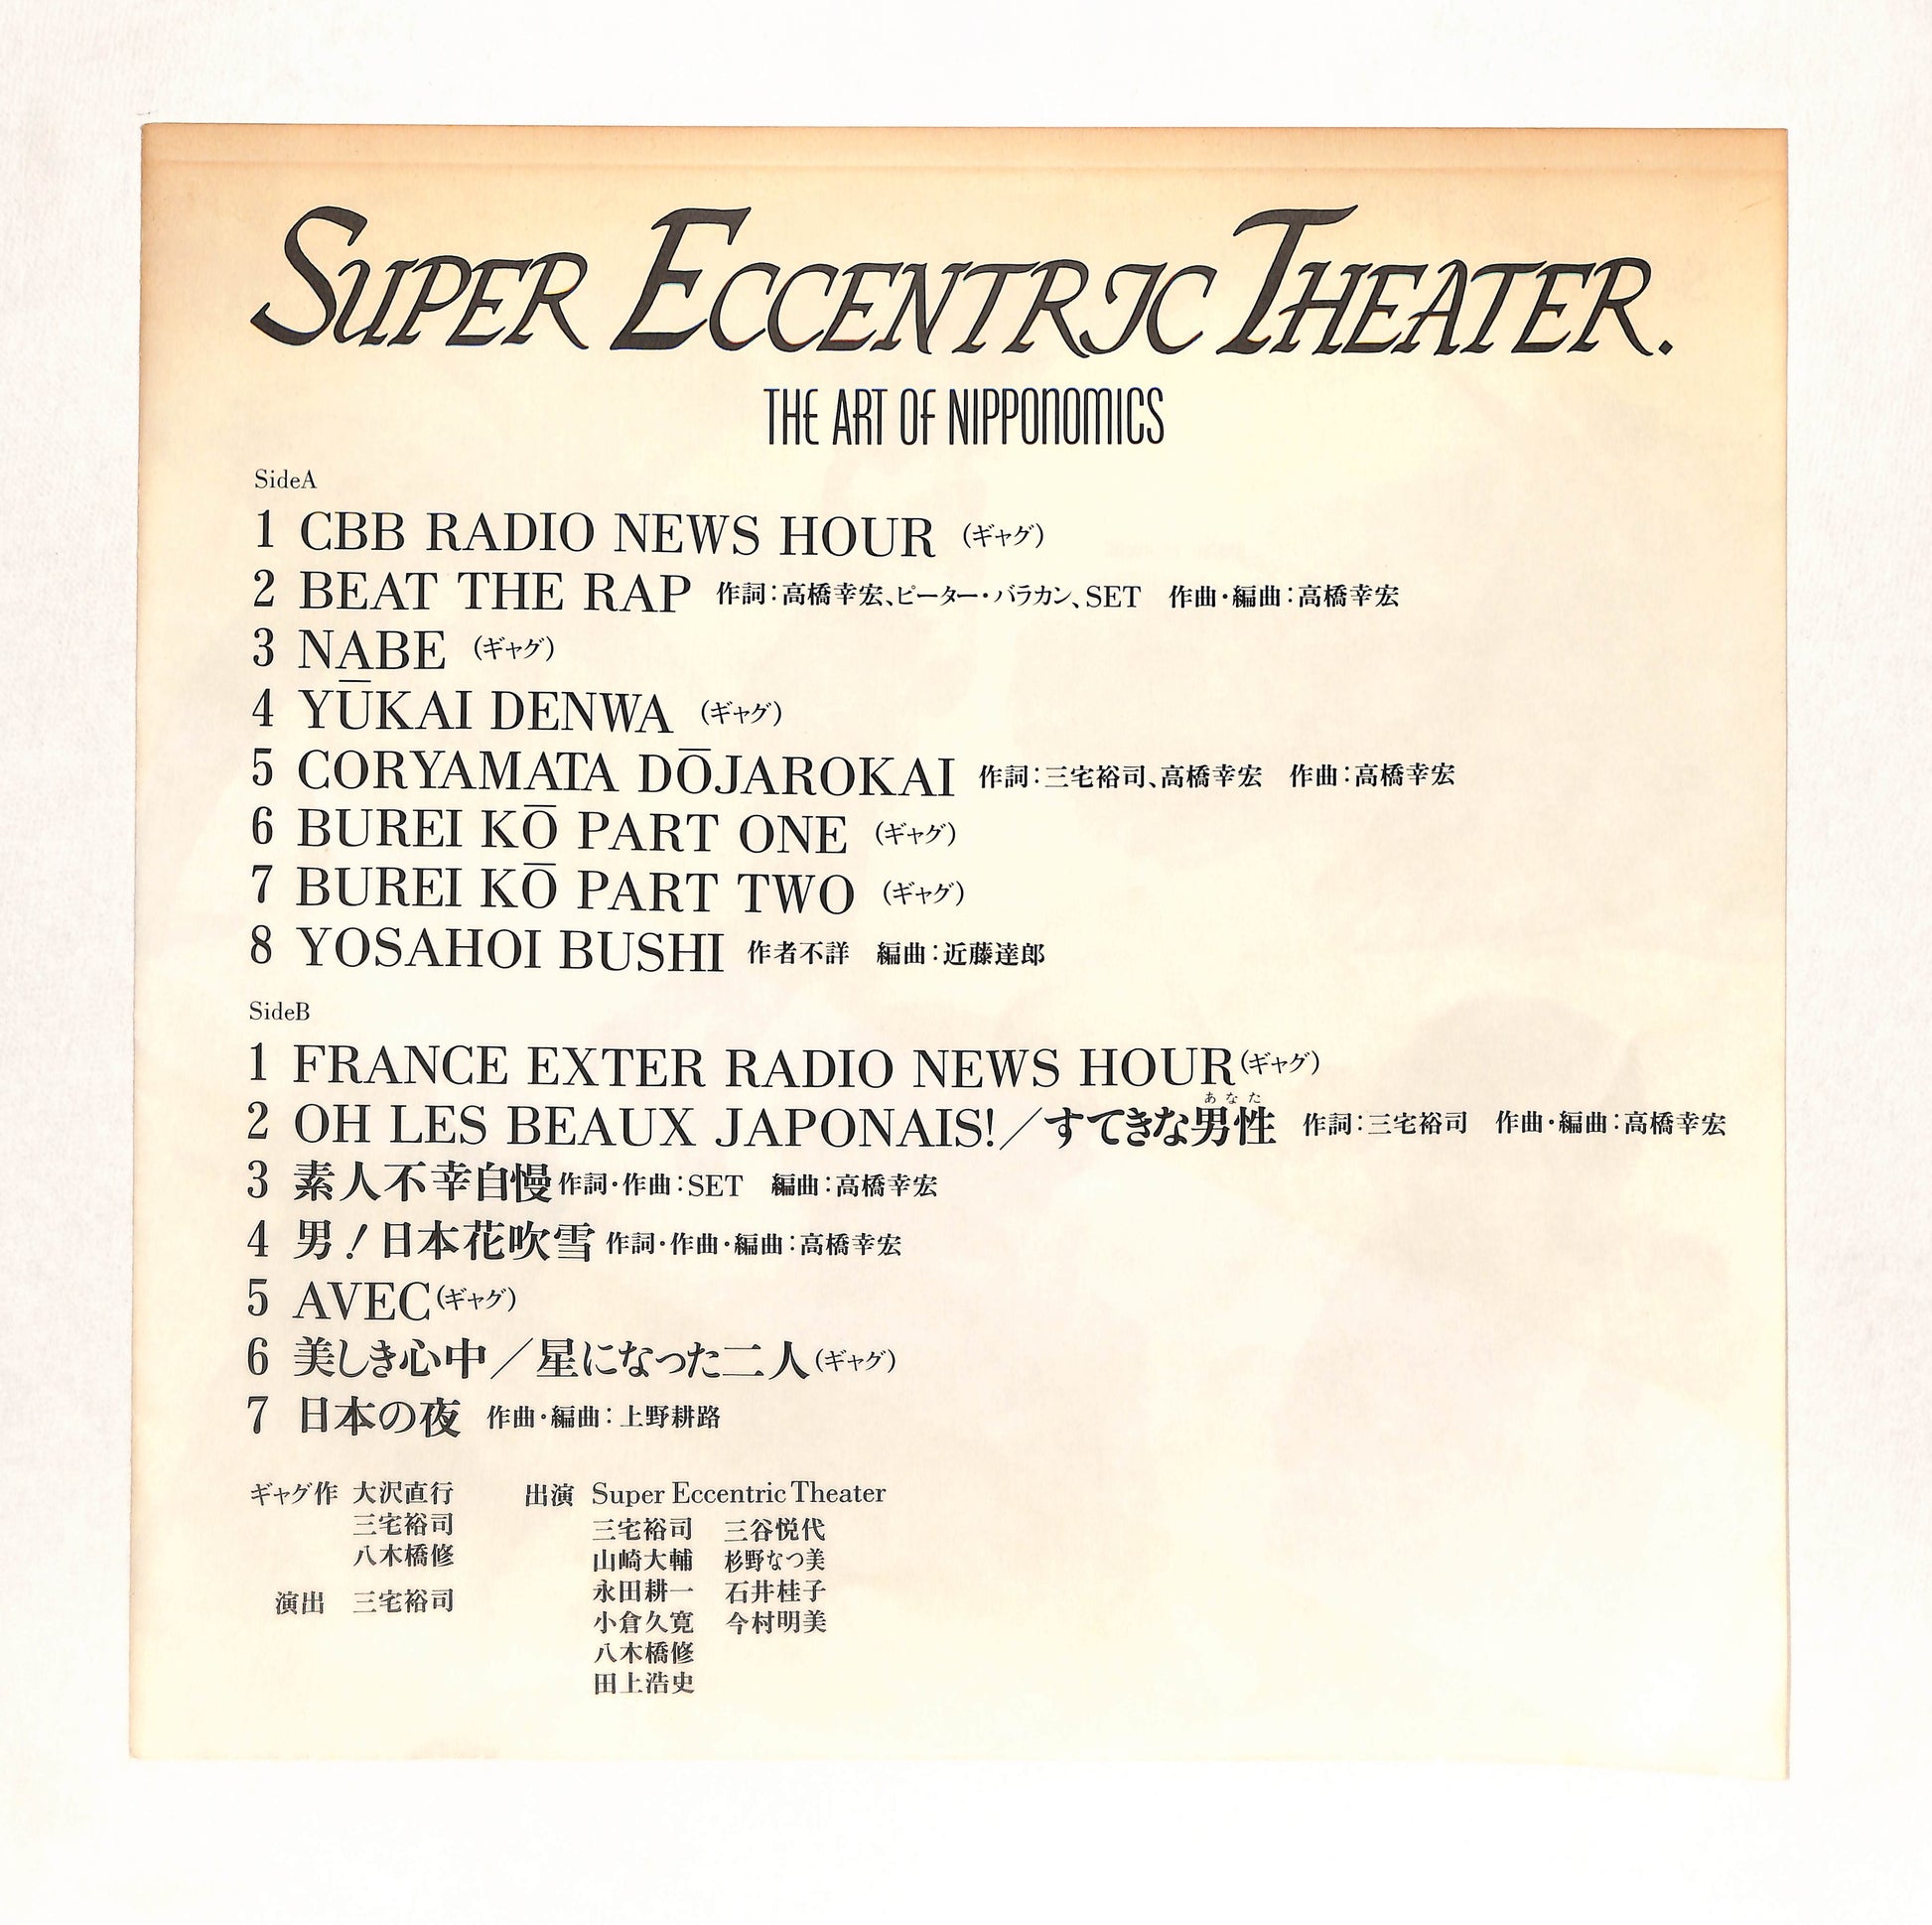 SUPER ECCENTRIC THEATER.
THE ART OF NIPPONOMICS
SideA
1 CBB RADIO NEWS HOUR (ギャグ)
2 BEAT THE RAP 作詞:高橋幸宏、ピーター・バラカン、SET 作曲・編曲:高橋幸宏
3 NABE (ギャグ)
4 YŪKAI DENWA (ギャグ)
5 CORYAMATA DŌJAROKAI 作詞:三宅裕司、高橋幸宏 作曲:高橋幸宏
6 BUREI KŌ PART ONE (ギャグ)
7 BUREI KŌ PART TWO (ギャグ)
8 YOSAHOI BUSHI 作者不詳 編曲:近藤達郎
SideB
1 FRANCE EXTER RADIO NEWS HOUR(ギャグ)
あなた
2 OH LES BEAUX JAPONAIS!／すてきな男性 作詞:三宅裕司 作曲・編曲:高橋幸宏
3 素人不幸自慢 作詞・作曲:SET 編曲:高橋幸宏
4 男！日本花吹雪 作詞・作曲・編曲:高橋幸宏
5 AVEC(ギャグ)
6 美しき心中／星になった二人(ギャグ)
7 日本の夜 作曲・編曲:上野耕路
ギャグ作 大沢直行 出演 Super Eccentric Theater
三宅裕司 三宅裕司 三谷悦代
八木橋修 山崎大輔 杉野なつ美
演出 三宅裕司 永田耕一 石井桂子
小倉久寛 今村明美
八木橋修
田上浩史